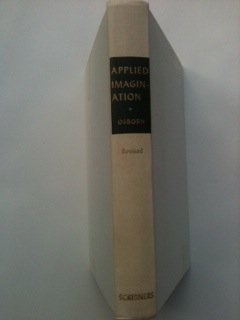 APPLIED
IMAGIN-
ATION
•
OSBORN
Revised
SCRIBNERS